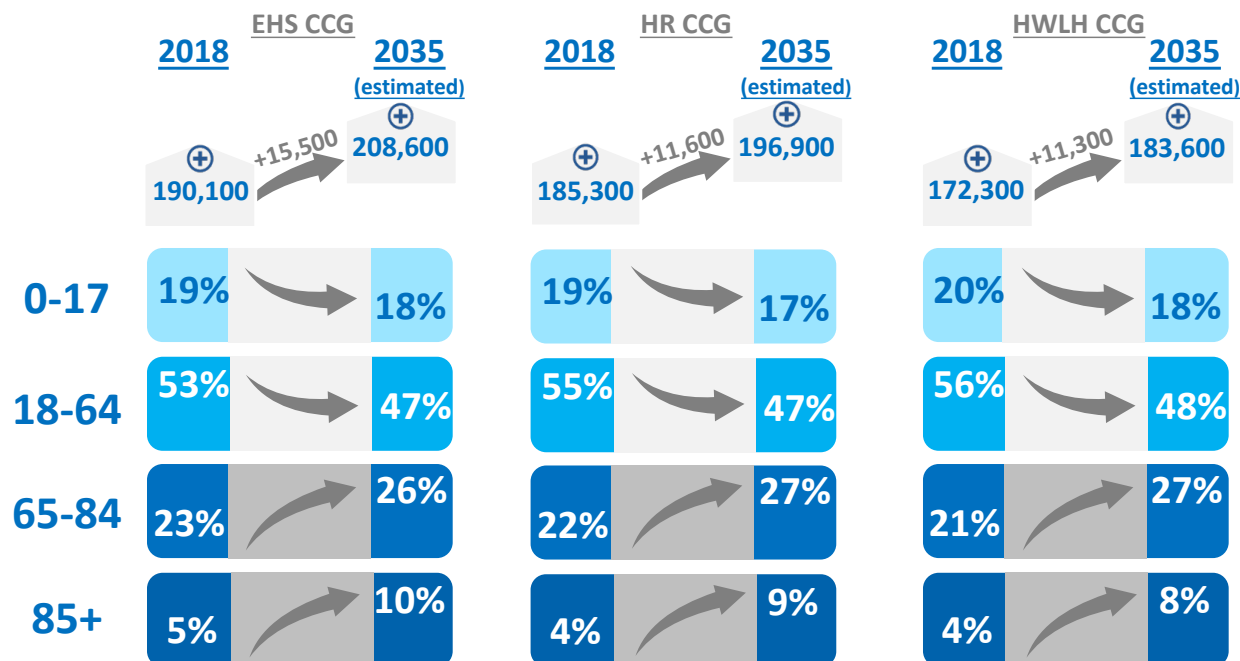 EHS CCG HR CCG HWLH CCG
2018 2035 2018 2035 2018 2035
(estimated) (estimated) (estimated)
+15,500 208,600 +11,600 196,900 +11,300 183,600
190,100 185,300 172,300
0-17 19% 18% 19% 17% 20% 18%
18-64 53% 47% 55% 47% 56% 48%
65-84 23% 26% 22% 27% 21% 27%
85+ 5% 10% 4% 9% 4% 8%